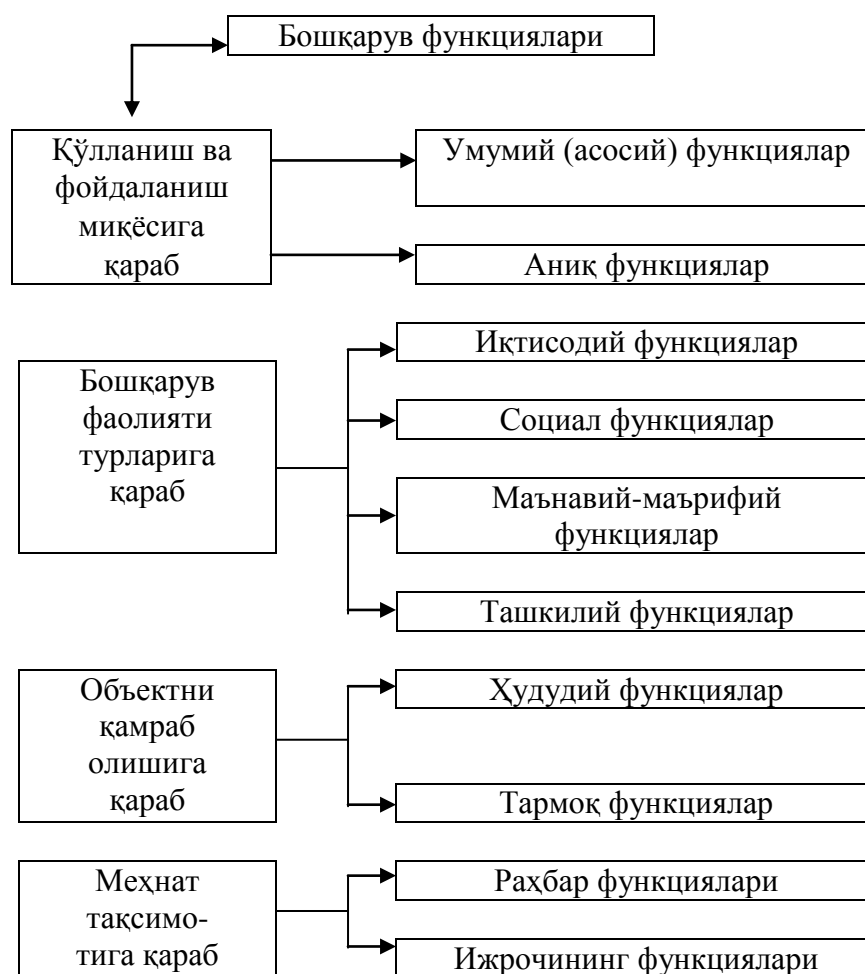 Бошқарув функциялари
Қўлланиш ва
фойдаланиш
миқёсига
қараб
Умумий (асосий) функциялар
Аниқ функциялар
Бошқарув
фаолияти
турларига
қараб
Иқтисодий функциялар
Социал функциялар
Маънавий-маърифий
функциялар
Ташкилий функциялар
Объектни
қамраб
олишига
қараб
Ҳудудий функциялар
Тармоқ функциялар
Меҳнат
тақсимо-
тига қараб
Раҳбар функциялари
Ижрочининг функциялари